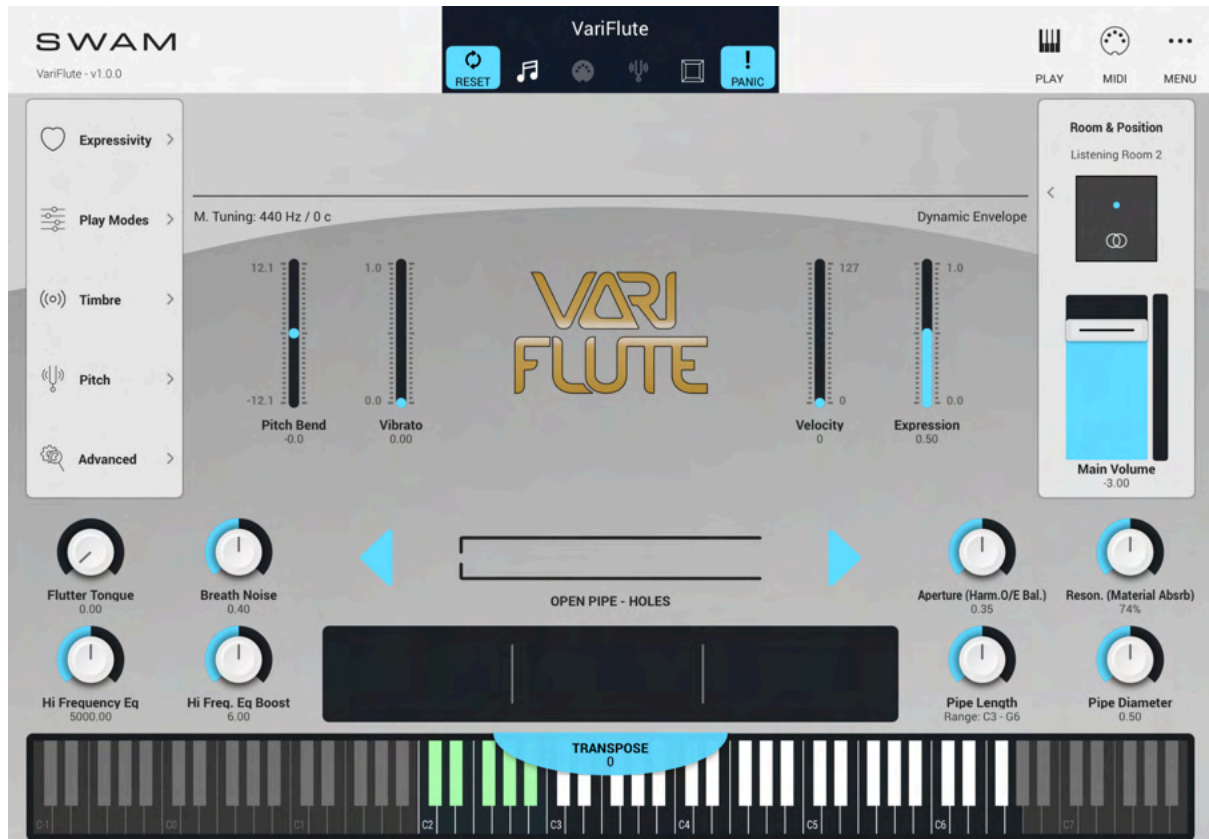 SWAM
VariFlute - v1.0.0
VariFlute
RESET
PANIC
PLAY
MIDI
MENU
Expressivity
Play Modes
Timbre
Pitch
Advanced
M. Tuning: 440 Hz / 0 c
Dynamic Envelope
12.1
-12.1
Pitch Bend
-0.0
1.0
0.0
Vibrato
0.00
VARI
FLUTE
127
0
Velocity
0
1.0
0.0
Expression
0.50
Room & Position
Listening Room 2
Main Volume
-3.00
Flutter Tongue
0.00
Breath Noise
0.40
OPEN PIPE - HOLES
Aperture (Harm.O/E Bal.)
0.35
Reson. (Material Absrb)
74%
Hi Frequency Eq
5000.00
Hi Freq. Eq Boost
6.00
Pipe Length
Range: C3 - G6
Pipe Diameter
0.50
TRANSPOSE
0
C-1
C0
C1
C2
C3
C4
C5
C6
C7